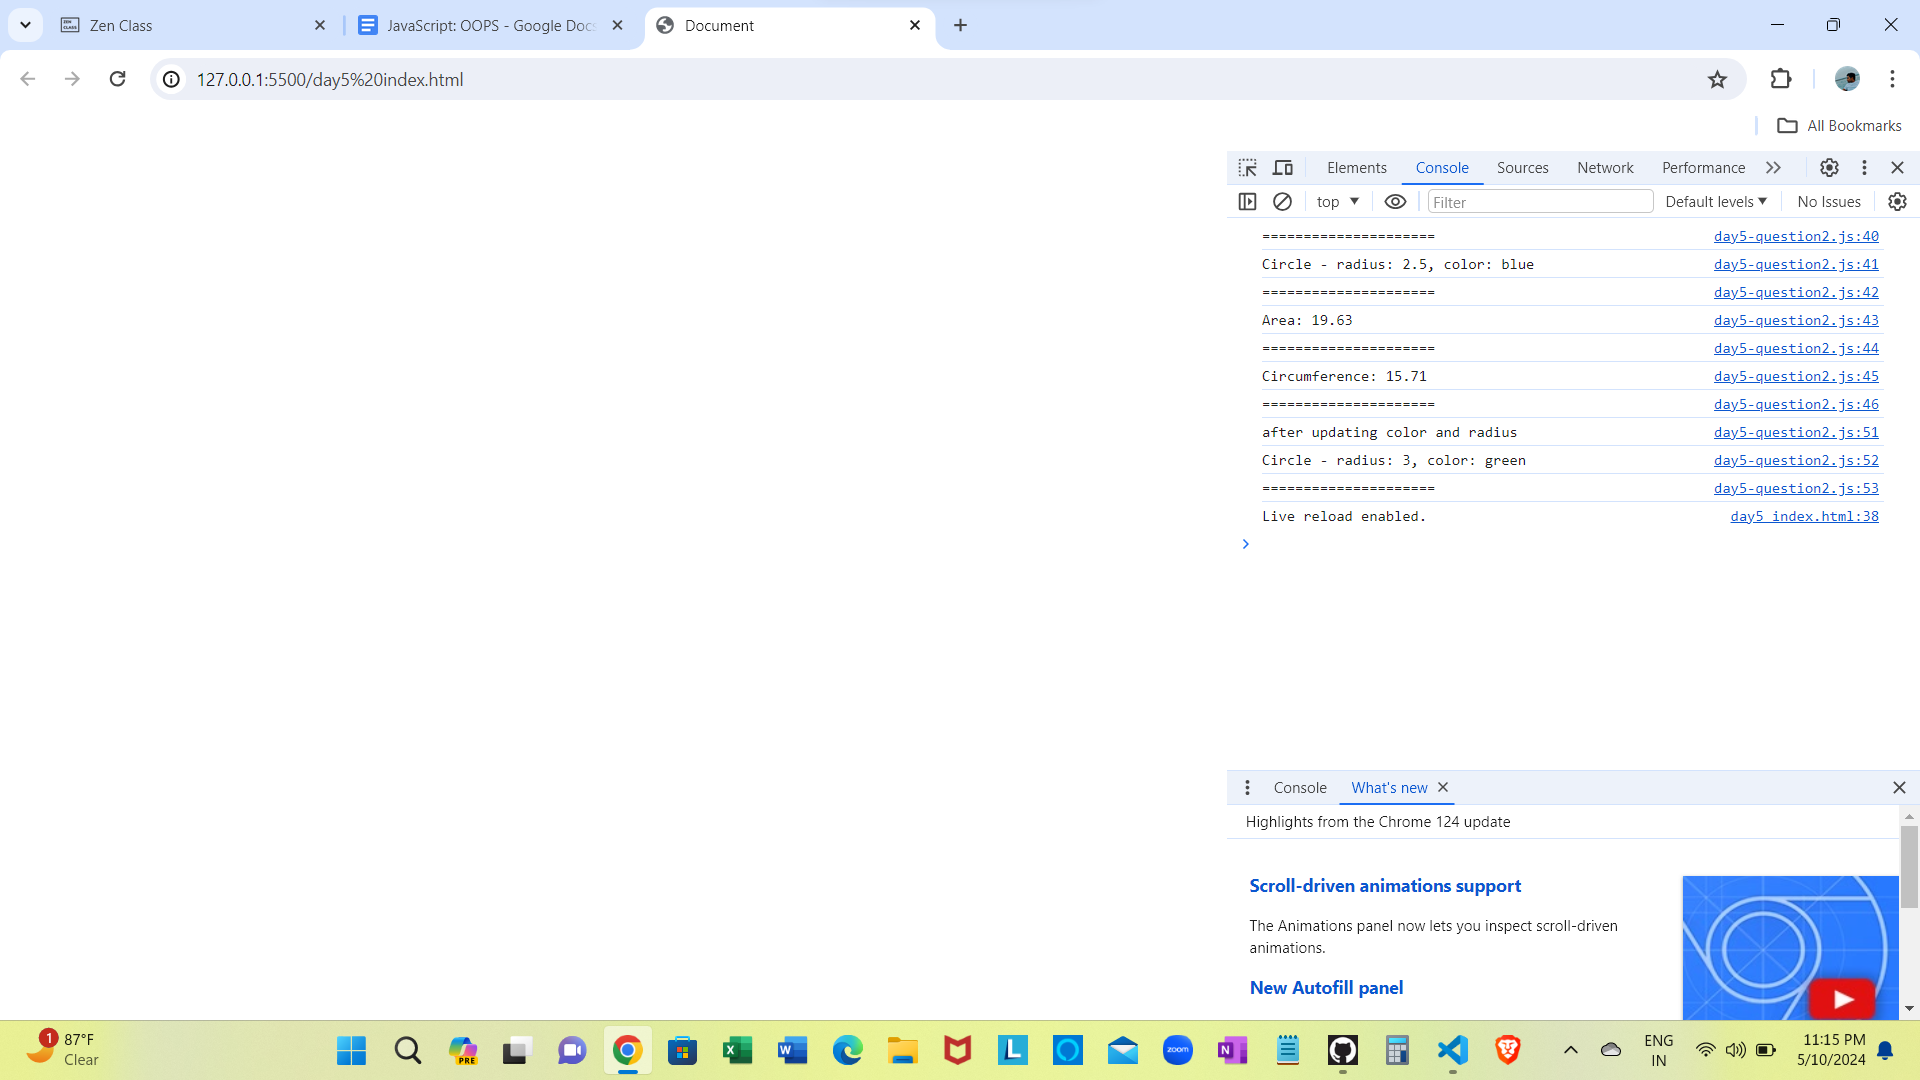 Zen Class
JavaScript: OOPS - Google Docs
Document
127.0.0.1:5500/day5%20index.html
All Bookmarks
Elements Console Sources Network Performance
top Filter Default levels No Issues
===================== day5-question2.js:40
Circle - radius: 2.5, color: blue day5-question2.js:41
===================== day5-question2.js:42
Area: 19.63 day5-question2.js:43
===================== day5-question2.js:44
Circumference: 15.71 day5-question2.js:45
===================== day5-question2.js:46
after updating color and radius day5-question2.js:51
Circle - radius: 3, color: green day5-question2.js:52
===================== day5-question2.js:53
Live reload enabled. day5 index.html:38
Console What's new
Highlights from the Chrome 124 update
Scroll-driven animations support
The Animations panel now lets you inspect scroll-driven
animations.
New Autofill panel
1
87°F
Clear
PRE
zoom
ENG
IN
11:15 PM
5/10/2024